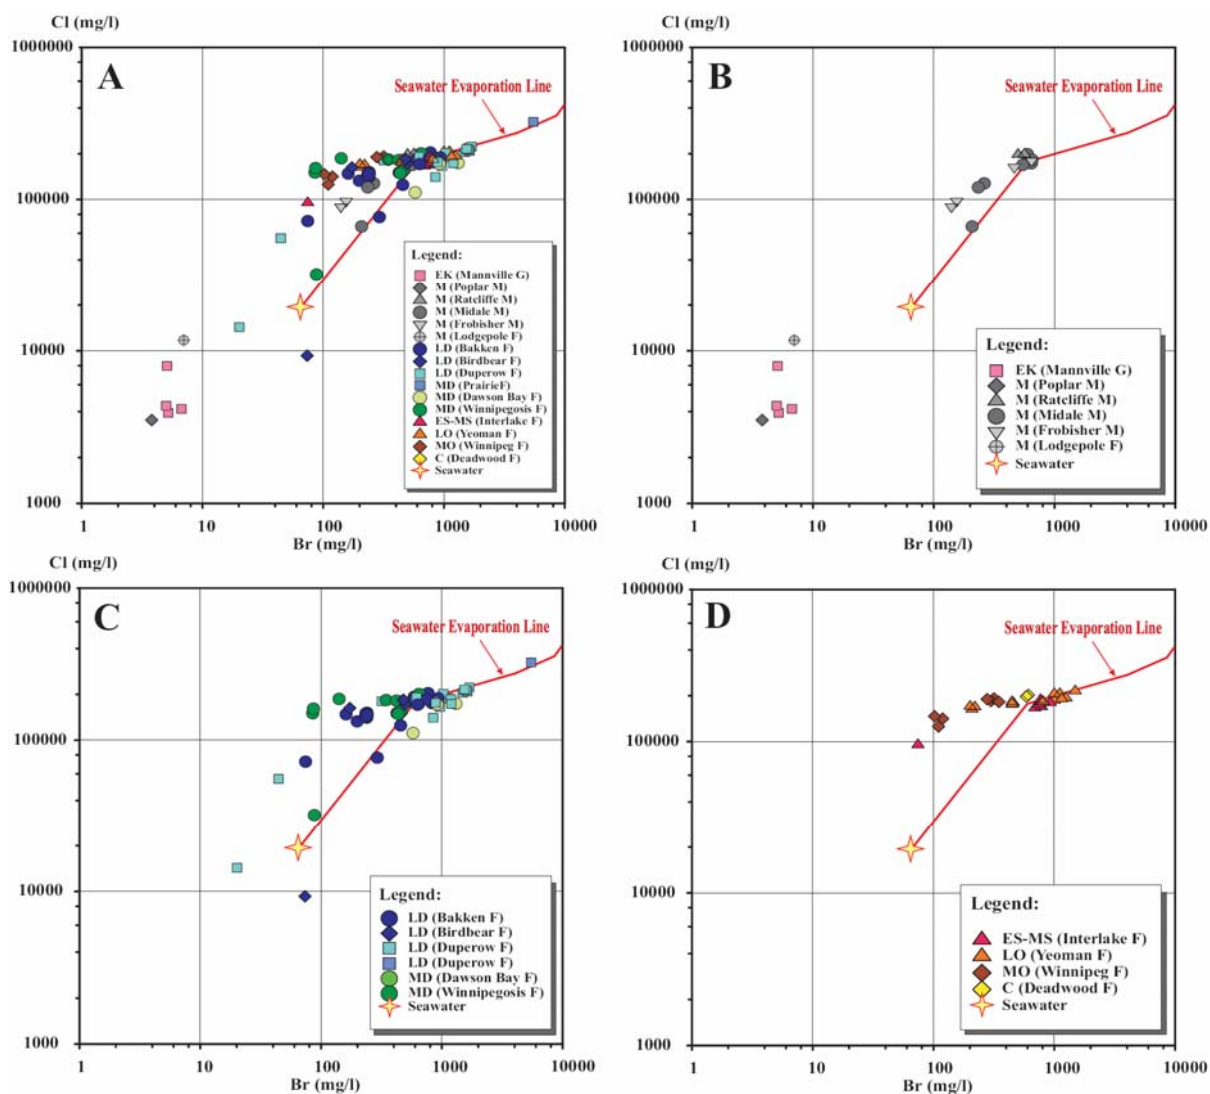 Cl (mg/l)
1000000
A
Seawater Evaporation Line
100000
10000
1000
Legend:
EK (Mannville G)
M (Poplar M)
M (Ratcliffe M)
M (Midale M)
M (Frobisher M)
M (Lodgepole F)
LD (Bakken F)
LD (Birdbear F)
LD (Duperow F)
MD (PrairieF)
MD (Dawson Bay F)
MD (Winnipegosis F)
ES-MS (Interlake F)
LO (Yeoman F)
MO (Winnipeg F)
C (Deadwood F)
Seawater
1 10 100 1000 10000
Br (mg/l)
Cl (mg/l)
1000000
B
Seawater Evaporation Line
100000
10000
1000
Legend:
EK (Mannville G)
M (Poplar M)
M (Ratcliffe M)
M (Midale M)
M (Frobisher M)
M (Lodgepole F)
Seawater
1 10 100 1000 10000
Br (mg/l)
Cl (mg/l)
1000000
C
Seawater Evaporation Line
100000
10000
1000
Legend:
LD (Bakken F)
LD (Birdbear F)
LD (Duperow F)
LD (Duperow F)
MD (Dawson Bay F)
MD (Winnipegosis F)
Seawater
1 10 100 1000 10000
Br (mg/l)
Cl (mg/l)
1000000
D
Seawater Evaporation Line
100000
10000
1000
Legend:
ES-MS (Interlake F)
LO (Yeoman F)
MO (Winnipeg F)
C (Deadwood F)
Seawater
1 10 100 1000 10000
Br (mg/l)